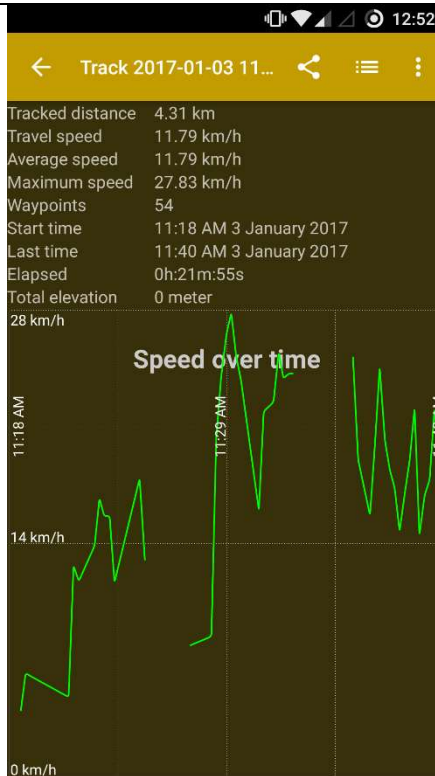 12:52
Track 2017-01-03 11…
Tracked distance 4.31 km
Travel speed 11.79 km/h
Average speed 11.79 km/h
Maximum speed 27.83 km/h
Waypoints 54
Start time 11:18 AM 3 January 2017
Last time 11:40 AM 3 January 2017
Elapsed 0h:21m:55s
Total elevation 0 meter
28 km/h
Speed over time
11:18 AM
11:29 AM
14 km/h
0 km/h